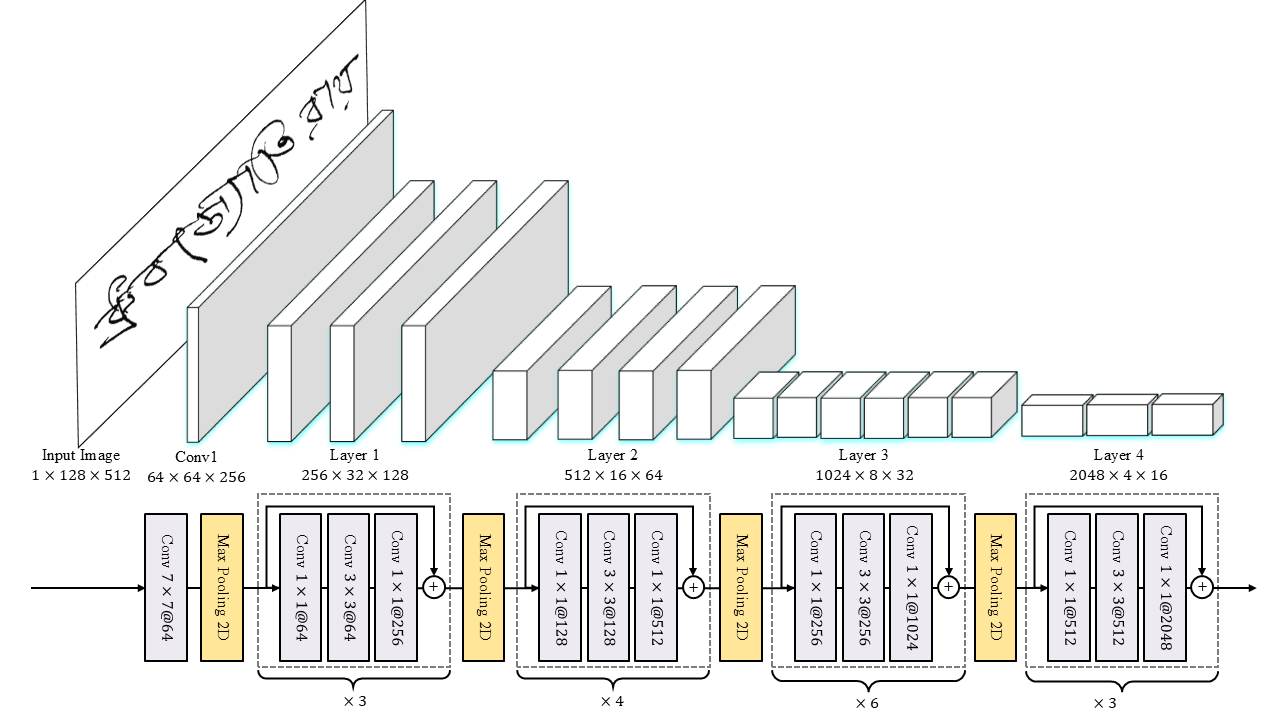 Input Image
1 × 128 × 512
Conv1
64 × 64 × 256
Layer 1
256 × 32 × 128
Layer 2
512 × 16 × 64
Layer 3
1024 × 8 × 32
Layer 4
2048 × 4 × 16
Conv 7 × 7@64
Max Pooling 2D
Conv 1 × 1@64
Conv 3 × 3@64
Conv 1 × 1@256
+
× 3
Max Pooling 2D
Conv 1 × 1@128
Conv 3 × 3@128
Conv 1 × 1@512
+
× 4
Max Pooling 2D
Conv 1 × 1@256
Conv 3 × 3@256
Conv 1 × 1@1024
+
× 6
Max Pooling 2D
Conv 1 × 1@512
Conv 3 × 3@512
Conv 1 × 1@2048
+
× 3